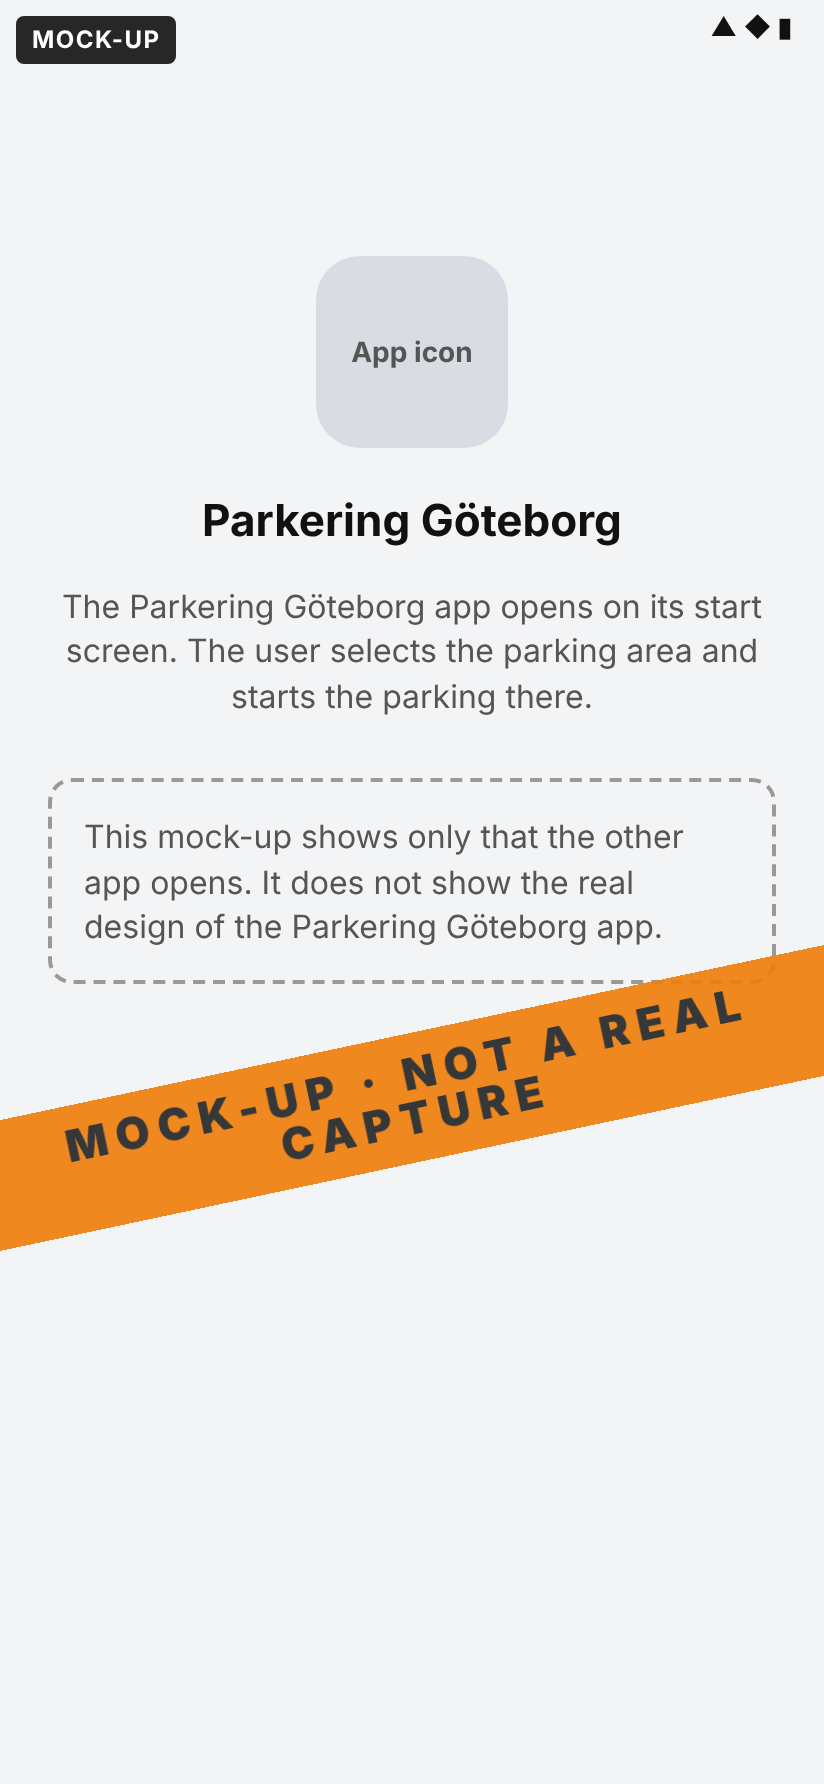 MOCK-UP
App icon
Parkering Göteborg
The Parkering Göteborg app opens on its start
screen. The user selects the parking area and
starts the parking there.
This mock-up shows only that the other
app opens. It does not show the real
design of the Parkering Göteborg app.
MOCK-UP · NOT A REAL
CAPTURE